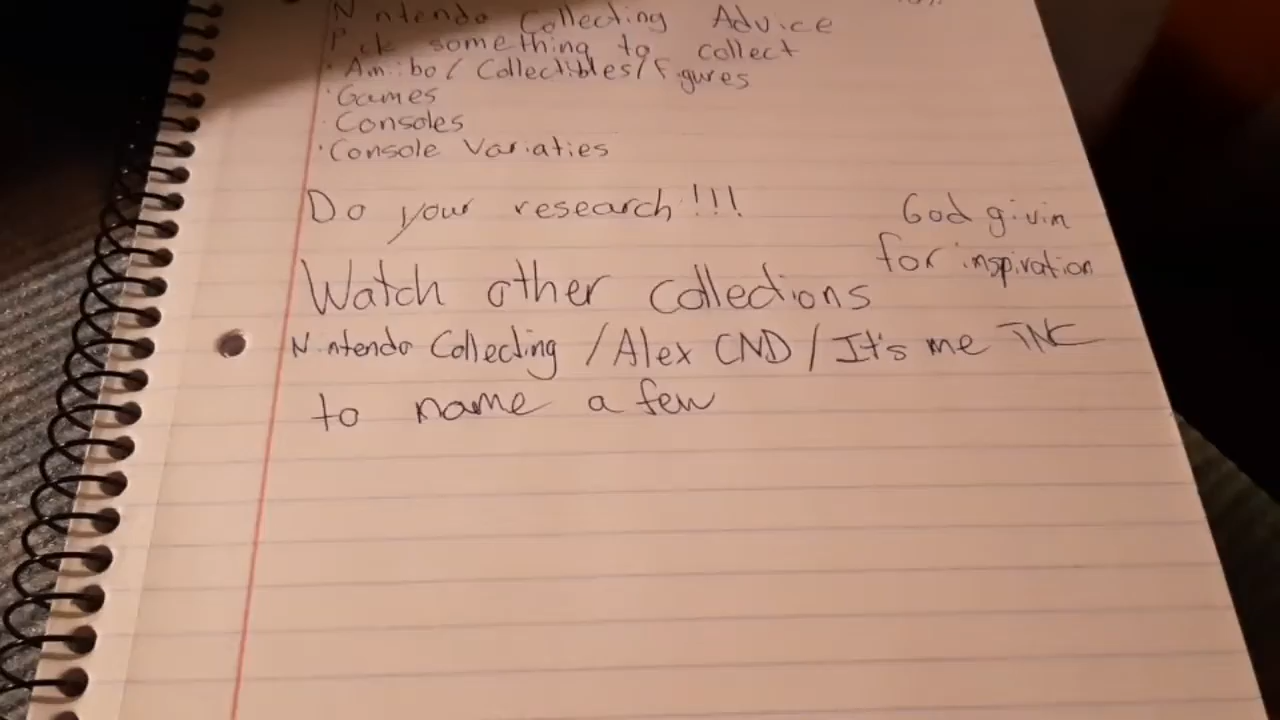 Nintendo Collecting Advice
Pick something to collect
· Amiibo / Collectibles / figures
· Games
· Consoles
· Console Variaties
Do your research!!!
God givin
for inspiration
Watch other collections
Nintendo Collecting / Alex CND / It's me TNC
to name a few